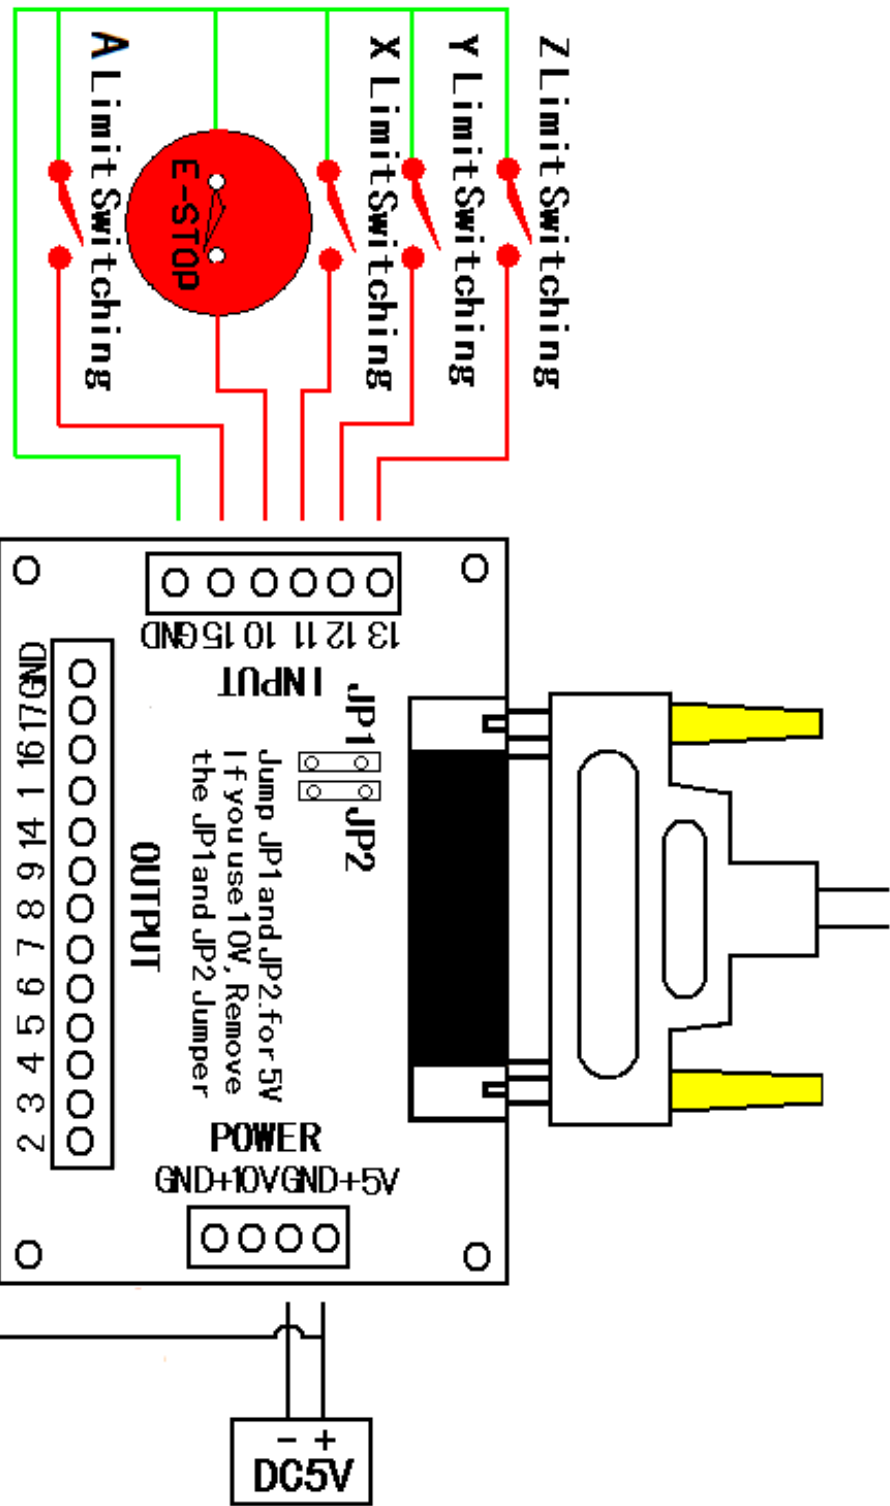 A Limit Switching
E-STOP
X Limit Switching
Y Limit Switching
Z Limit Switching
GND 15 10 11 12 13
INPUT
JP1
JP2
Jump JP1 and JP2. for 5V
If you use 10V, Remove
the JP1 and JP2 Jumper
GND
17
16
1
14
9
8
7
6
5
4
3
2
OUTPUT
POWER
GND+10VGND+5V
- +
DC5V